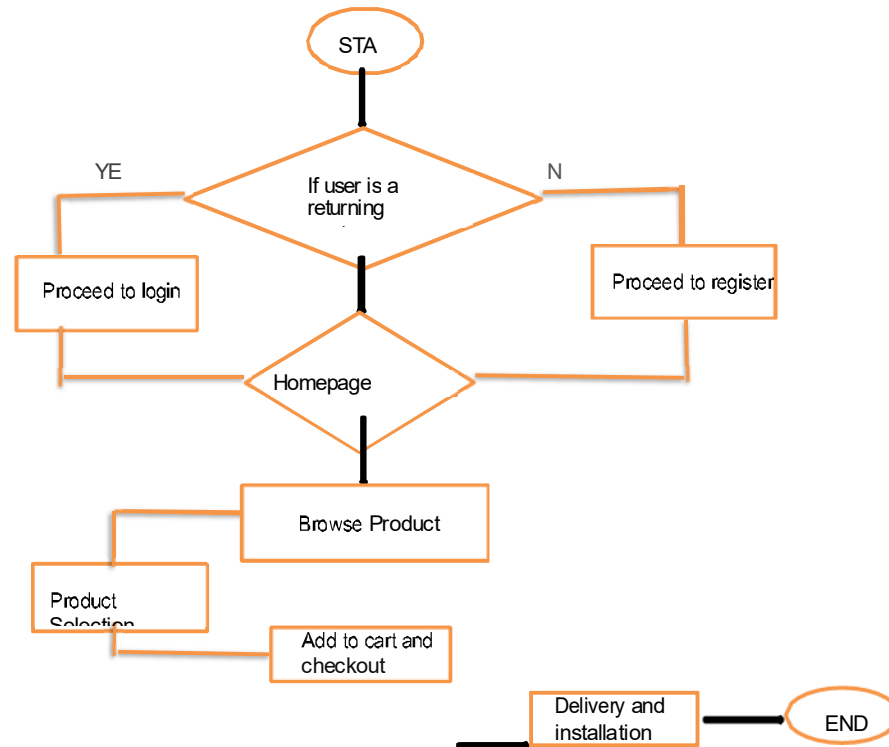 STA
YE
N
If user is a
returning
Proceed to login
Proceed to register
Homepage
Browse Product
Product
Selection
Add to cart and
checkout
Delivery and
installation
END